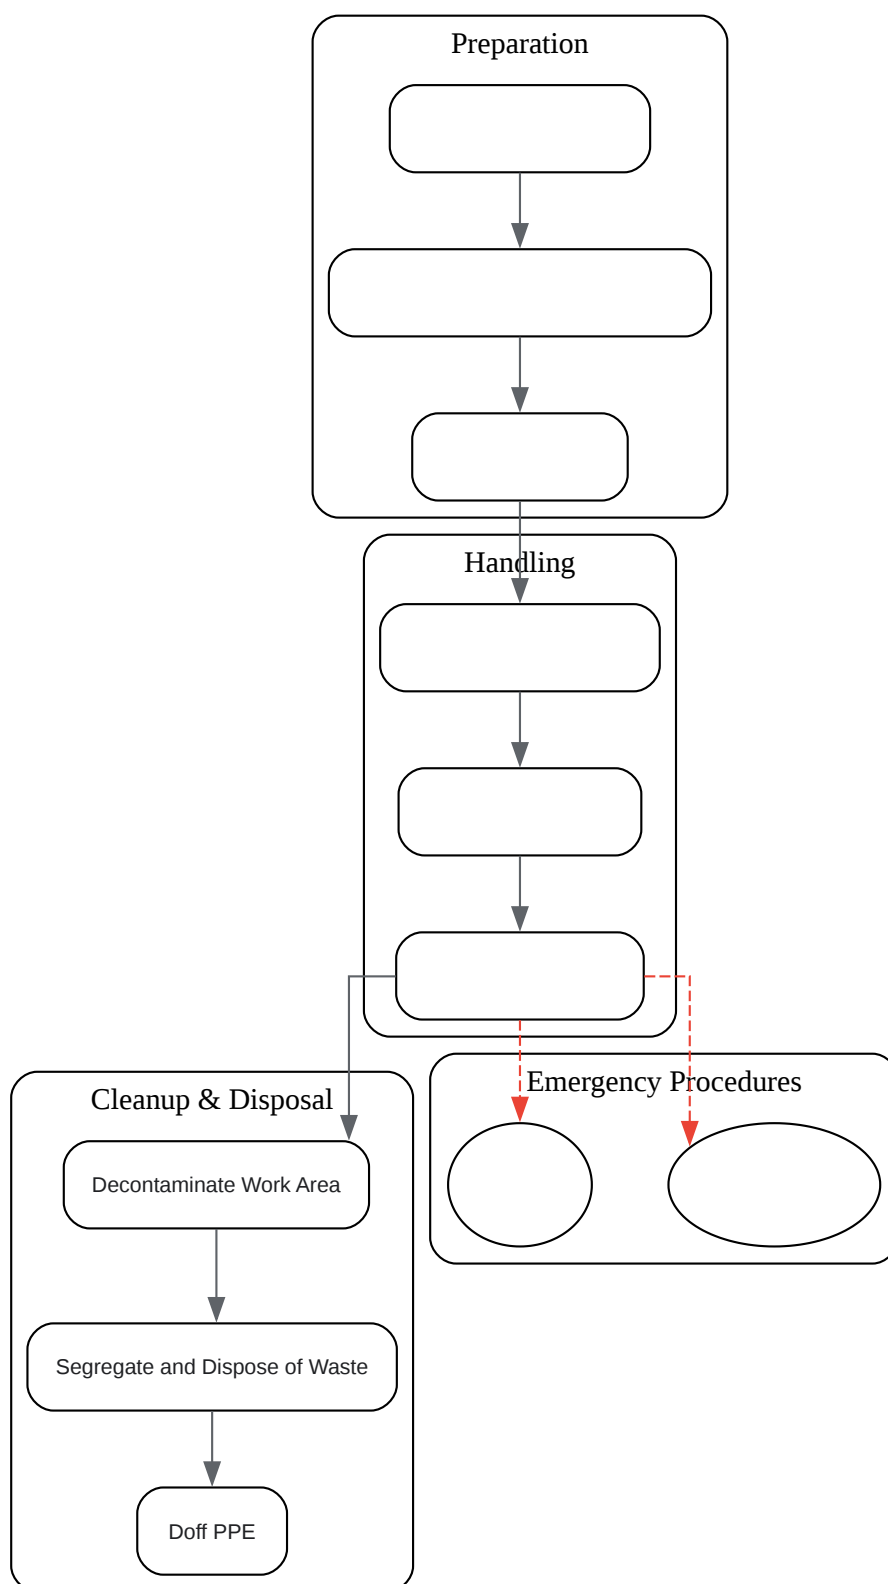 Preparation
Handling
Emergency Procedures
Cleanup & Disposal
Decontaminate Work Area
Segregate and Dispose of Waste
Doff PPE